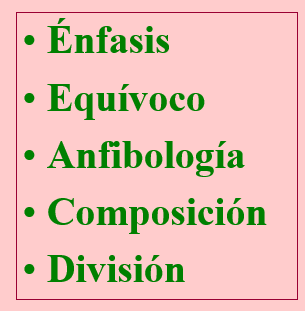 • Énfasis
• Equívoco
• Anfibología
• Composición
• División